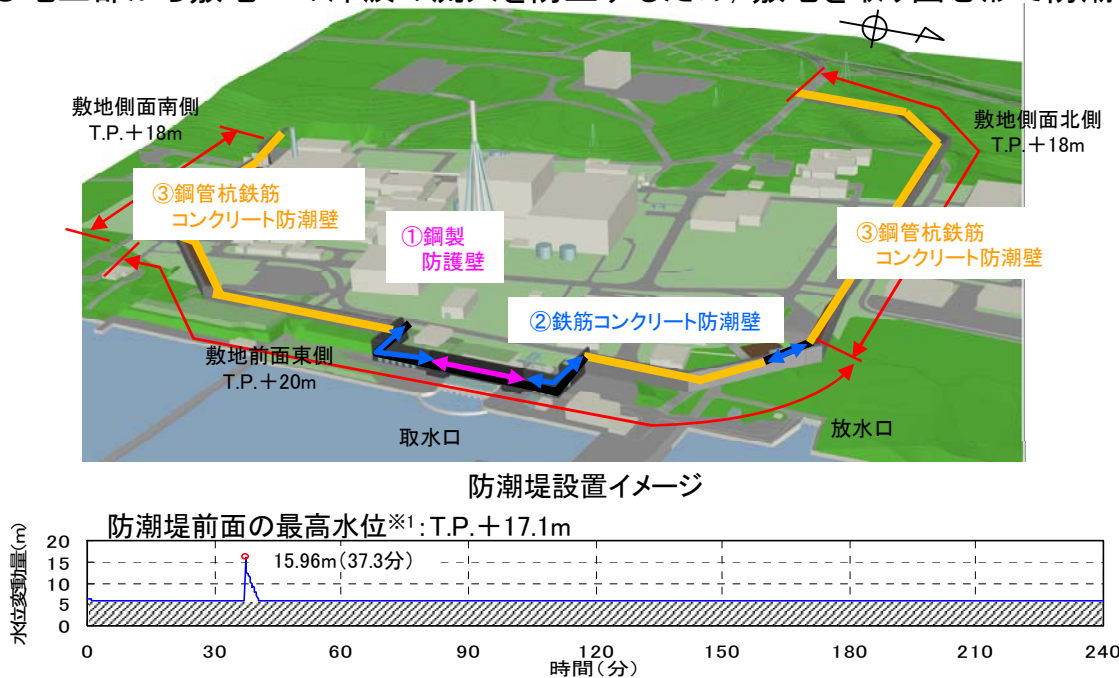 敷地側面南側
T.P.+18m
敷地側面北側
T.P.+18m
③鋼管杭鉄筋
コンクリート防潮壁
①鋼製
防護壁
③鋼管杭鉄筋
コンクリート防潮壁
②鉄筋コンクリート防潮壁
敷地前面東側
T.P.+20m
取水口
放水口
防潮堤設置イメージ
防潮堤前面の最高水位※1:T.P.+17.1m
水位変動量(m)
20
15
10
5
0
15.96m(37.3分)
0 30 60 90 120 150 180 210 240
時間(分)